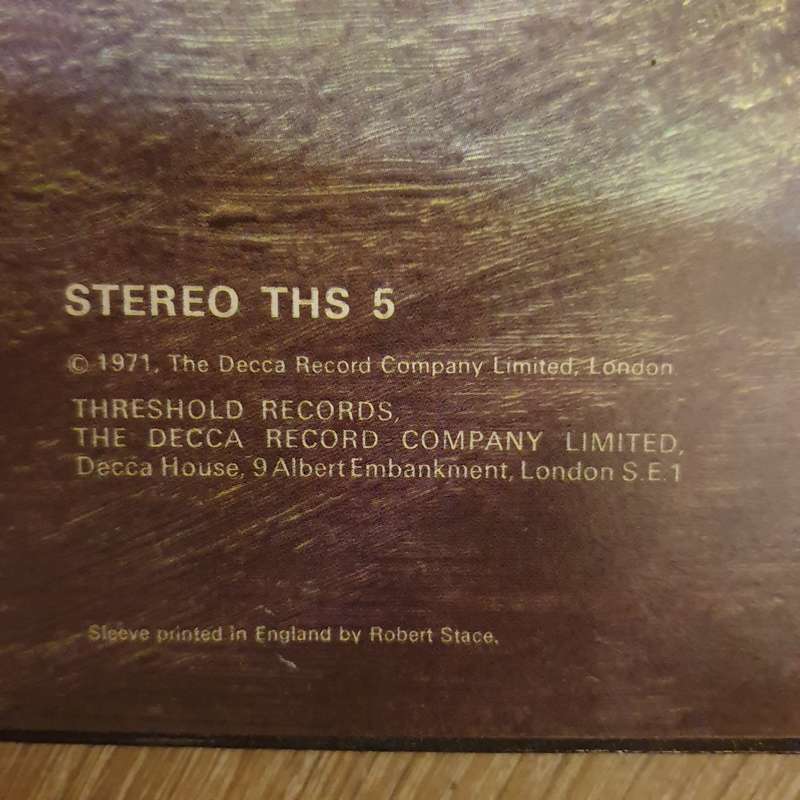 STEREO THS 5
© 1971, The Decca Record Company Limited, London
THRESHOLD RECORDS,
THE DECCA RECORD COMPANY LIMITED,
Decca House, 9 Albert Embankment, London S.E.1
Sleeve printed in England by Robert Stace.